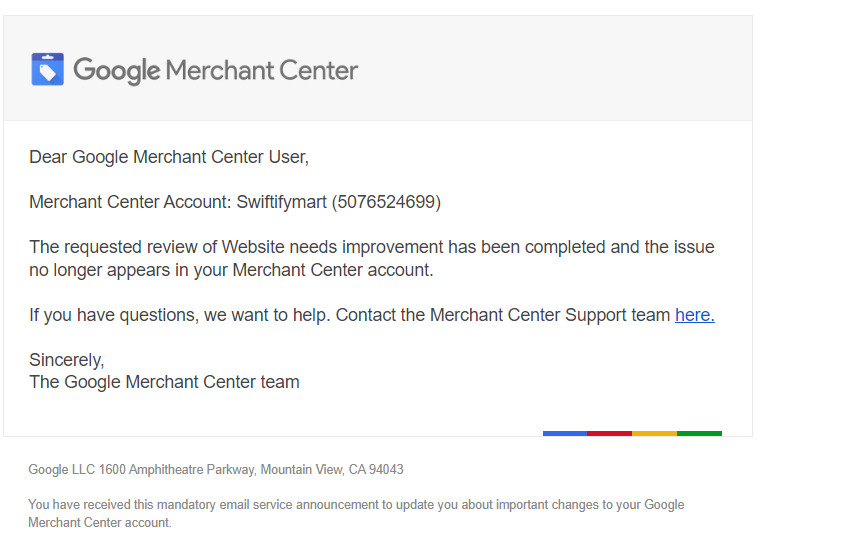 Google Merchant Center
Dear Google Merchant Center User,
Merchant Center Account: Swiftifymart (5076524699)
The requested review of Website needs improvement has been completed and the issue
no longer appears in your Merchant Center account.
If you have questions, we want to help. Contact the Merchant Center Support team here.
Sincerely,
The Google Merchant Center team
Google LLC 1600 Amphitheatre Parkway, Mountain View, CA 94043
You have received this mandatory email service announcement to update you about important changes to your Google
Merchant Center account.